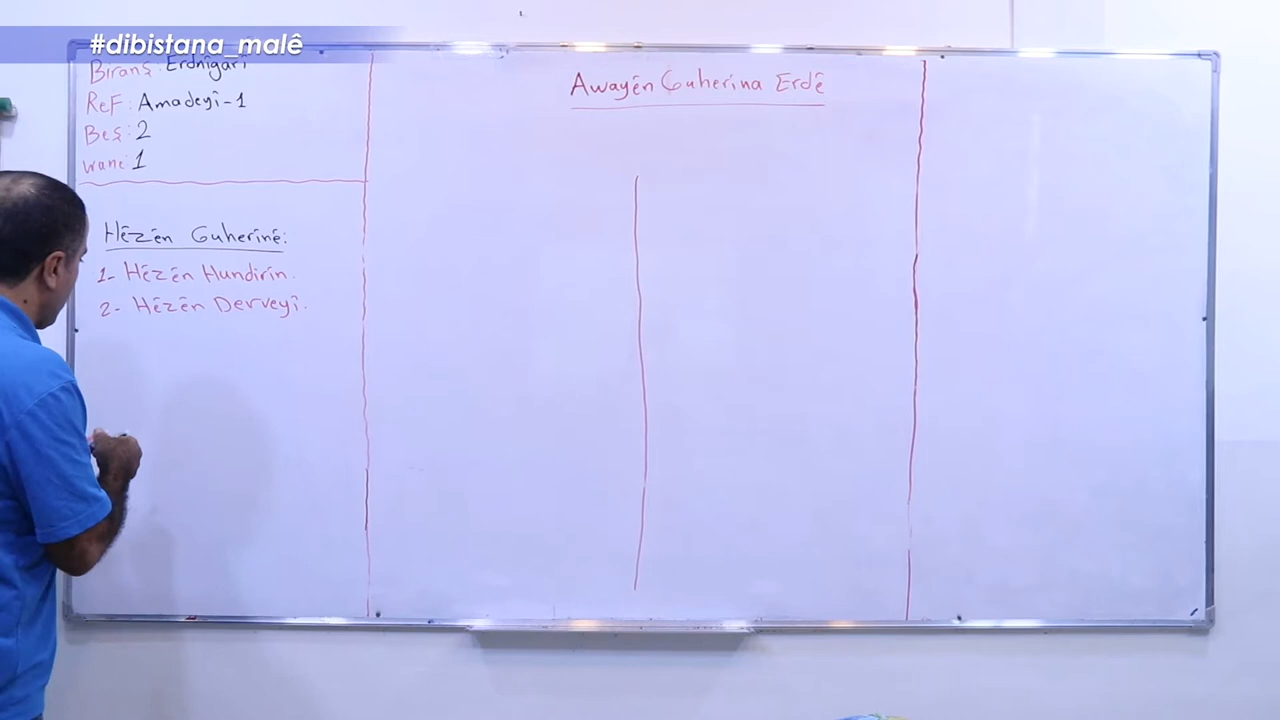 #dibistana_malê
Biranş: Erdnîgarî
Ref: Amadeyî-1
Beş: 2
Wane: 1
Awayên Guherîna Erdê
Hêzên Guherînê:
1- Hêzên Hundirîn.
2- Hêzên Derveyî.